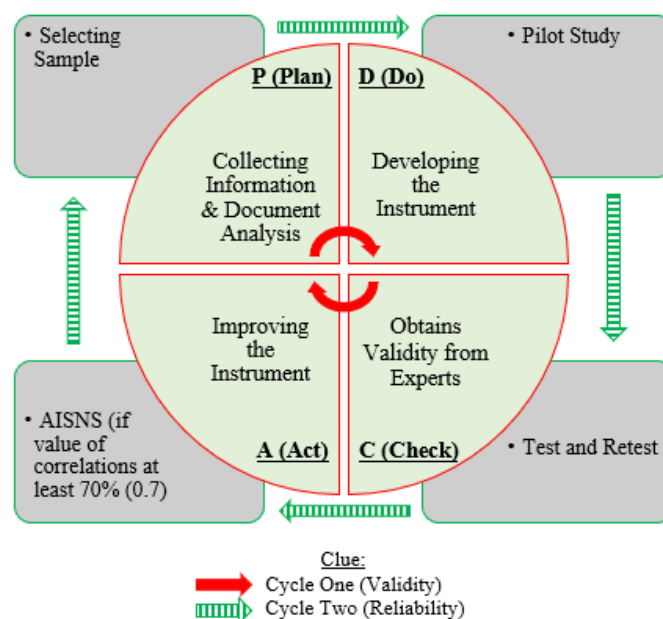 • Selecting
Sample
P (Plan)
Collecting
Information
& Document
Analysis
D (Do)
Developing
the
Instrument
• Pilot Study
• AISNS (if
value of
correlations at
least 70% (0.7)
Improving
the
Instrument
A (Act)
Obtains
Validity from
Experts
C (Check)
• Test and Retest
Clue:
Cycle One (Validity)
Cycle Two (Reliability)